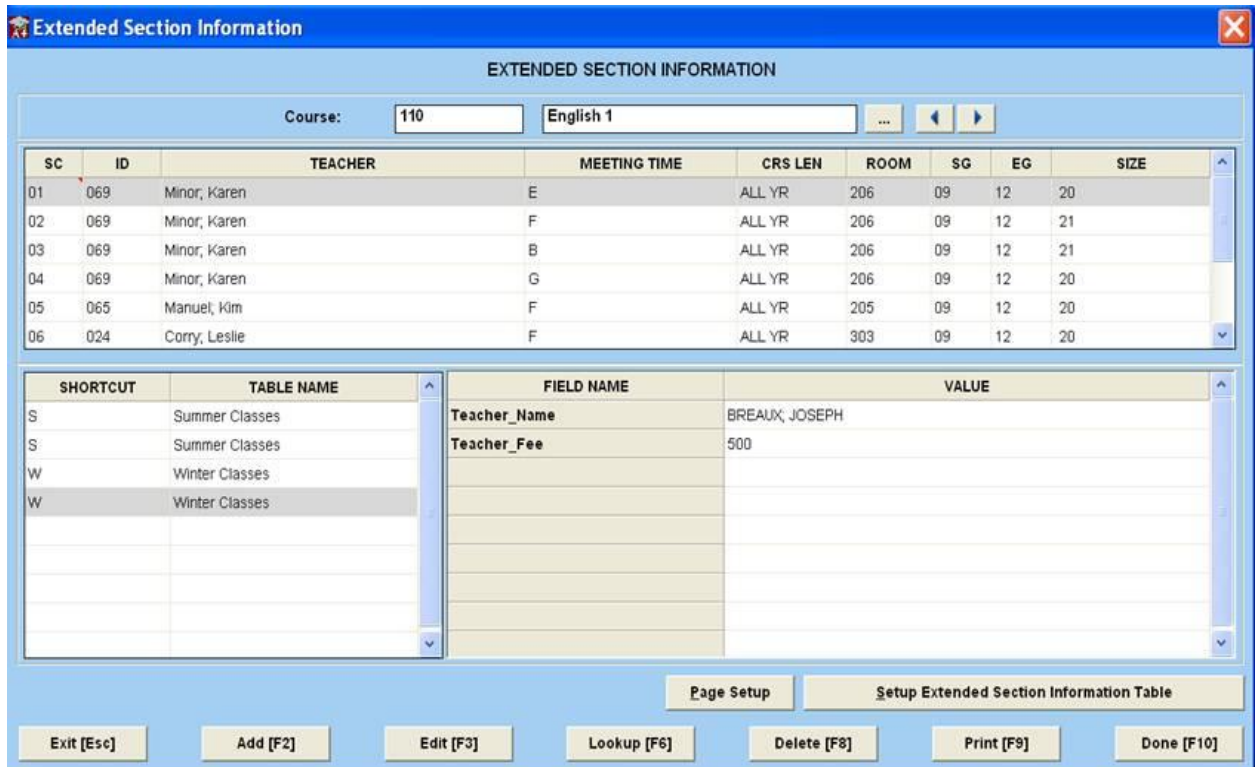 Extended Section Information
EXTENDED SECTION INFORMATION
Course: 110 English 1 ...
SC ID TEACHER MEETING TIME CRS LEN ROOM SG EG SIZE
01 069 Minor, Karen E ALL YR 206 09 12 20
02 069 Minor, Karen F ALL YR 206 09 12 21
03 069 Minor, Karen B ALL YR 206 09 12 21
04 069 Minor, Karen G ALL YR 206 09 12 20
05 065 Manuel, Kim F ALL YR 205 09 12 20
06 024 Corry, Leslie F ALL YR 303 09 12 20
SHORTCUT TABLE NAME FIELD NAME VALUE
S Summer Classes Teacher_Name BREAUX, JOSEPH
S Summer Classes Teacher_Fee 500
W Winter Classes
W Winter Classes
Page Setup Setup Extended Section Information Table
Exit [Esc] Add [F2] Edit [F3] Lookup [F6] Delete [F8] Print [F9] Done [F10]